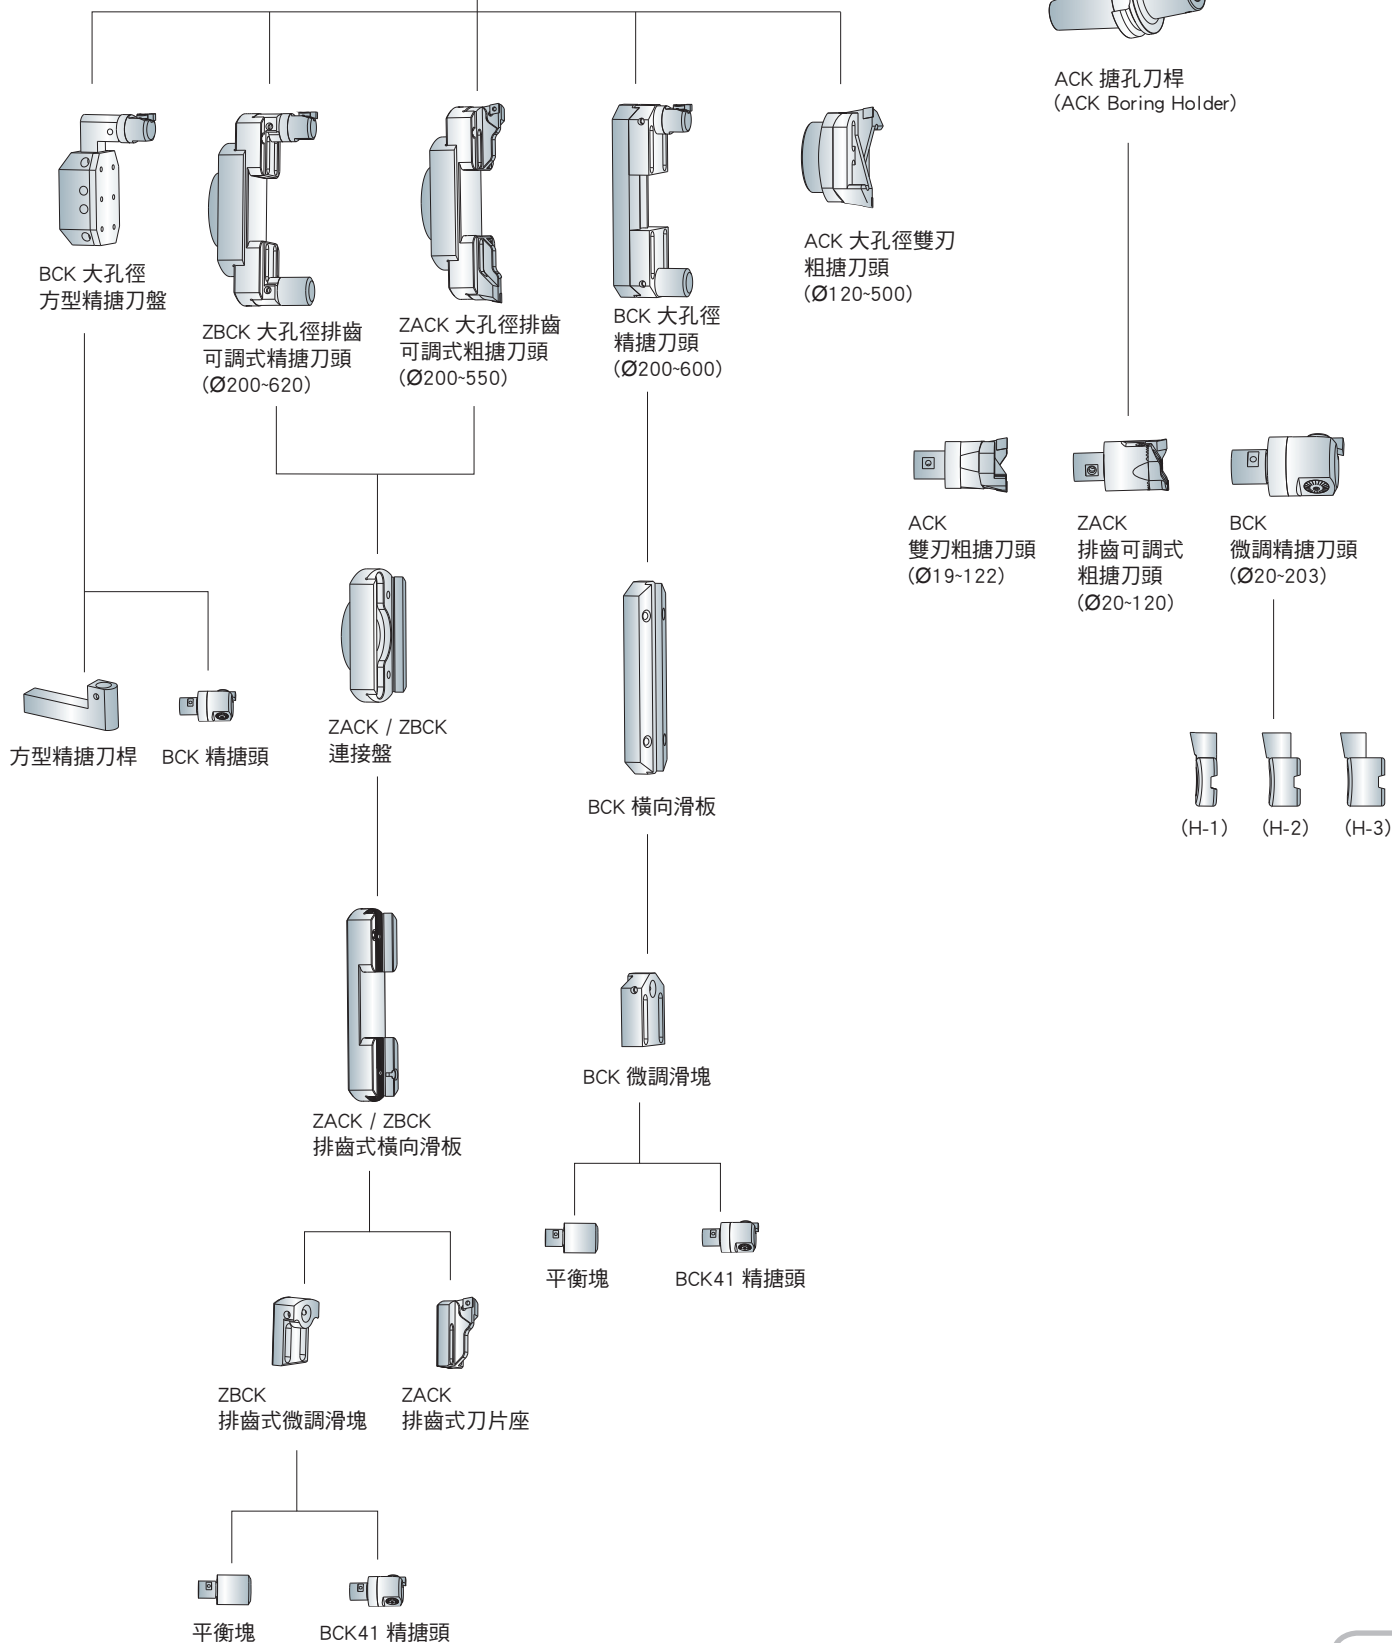 ACK 搪孔刀桿
(ACK Boring Holder)
BCK 大孔徑
方型精搪刀盤
ZBCK 大孔徑排齒
可調式精搪刀頭
(Ø200~620)
ZACK 大孔徑排齒
可調式粗搪刀頭
(Ø200~550)
BCK 大孔徑
精搪刀頭
(Ø200~600)
ACK 大孔徑雙刃
粗搪刀頭
(Ø120~500)
ACK
雙刃粗搪刀頭
(Ø19~122)
ZACK
排齒可調式
粗搪刀頭
(Ø20~120)
BCK
微調精搪刀頭
(Ø20~203)
方型精搪刀桿
BCK 精搪頭
ZACK / ZBCK
連接盤
BCK 橫向滑板
(H-1)
(H-2)
(H-3)
BCK 微調滑塊
ZACK / ZBCK
排齒式橫向滑板
平衡塊
BCK41 精搪頭
ZBCK
排齒式微調滑塊
ZACK
排齒式刀片座
平衡塊
BCK41 精搪頭